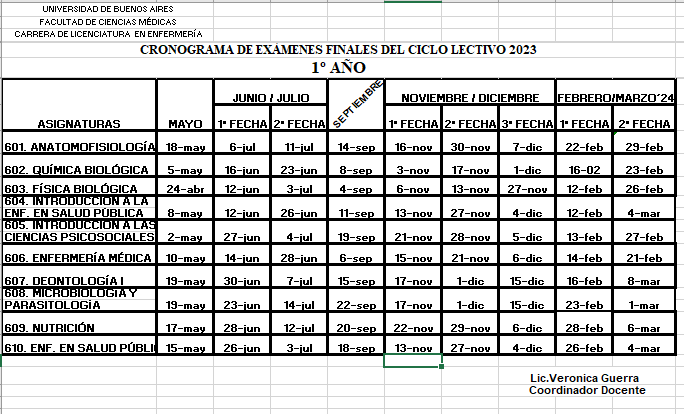 UNIVERSIDAD DE BUENOS AIRES
FACULTAD DE CIENCIAS MÉDICAS
CARRERA DE LICENCIATURA EN ENFERMERÍA
CRONOGRAMA DE EXAMENES FINALES DEL CICLO LECTIVO 2023
1º AÑO
JUNIO / JULIO SEPTIEMBRE NOVIEMBRE / DICIEMBRE FEBRERO/MARZO´24
ASIGNATURAS MAYO 1ª FECHA 2ª FECHA 1ª FECHA 2ª FECHA 3ª FECHA 1ª FECHA 2ª FECHA
601. ANATOMOFISIOLOGÍA 18-may 6-jul 11-jul 14-sep 16-nov 30-nov 7-dic 22-feb 29-feb
602. QUÍMICA BIOLÓGICA 5-may 16-jun 23-jun 8-sep 3-nov 17-nov 1-dic 16-02 23-feb
603. FÍSICA BIOLÓGICA 24-abr 12-jun 3-jul 4-sep 6-nov 13-nov 27-nov 12-feb 26-feb
604. INTRODUCCIÓN A LA
ENF. EN SALUD PÚBLICA 8-may 12-jun 26-jun 11-sep 13-nov 27-nov 4-dic 12-feb 4-mar
605. INTRODUCCIÓN A LAS
CIENCIAS PSICOSOCIALES 2-may 27-jun 4-jul 19-sep 21-nov 28-nov 5-dic 13-feb 27-feb
606. ENFERMERÍA MÉDICA 10-may 14-jun 28-jun 6-sep 15-nov 21-nov 6-dic 14-feb 21-feb
607. DEONTOLOGÍA I 19-may 30-jun 7-jul 15-sep 17-nov 1-dic 15-dic 16-feb 8-mar
608. MICROBIOLOGÍA Y
PARASITOLOGÍA 19-may 23-jun 14-jul 22-sep 17-nov 1-dic 15-dic 23-feb 1-mar
609. NUTRICIÓN 17-may 28-jun 12-jul 20-sep 22-nov 29-nov 6-dic 28-feb 6-mar
610. ENF. EN SALUD PÚBLI 15-may 26-jun 3-jul 18-sep 13-nov 27-nov 4-dic 26-feb 4-mar
Lic.Veronica Guerra
Coordinador Docente